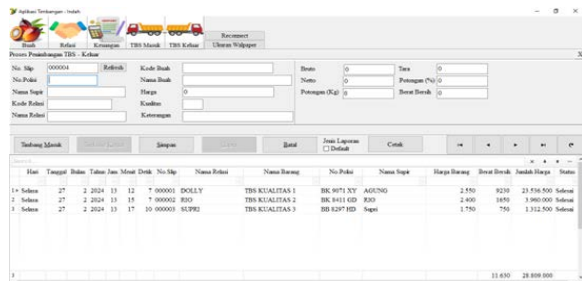 Aplikasi Timbangan - Indah
Buah Relasi Keuangan TBS Masuk TBS Keluar Reconnect
Ukuran Walpaper
Proses Penimbangan TBS - Keluar X
No. Slip 000004 Refresh Kode Buah Bruto 0 Tara 0
No.Polisi Nama Buah Netto 0 Potongan (%) 0
Nama Supir Harga 0 Potongan (Kg) 0 Berat Bersih 0
Kode Relasi Kualitas
Nama Relasi Keterangan
Timbang Masuk Simpan Batal Jenis Laporan Cetak
Default
Hari Tanggal Bulan Tahun Jam Menit Detik No.Slip Nama Relasi Nama Barang No.Polisi Nama Supir Harga Barang Berat Bersih Jumlah Harga Status
1 Selasa 27 2 2024 13 12 7 000001 DOLLY TBS KUALITAS 1 BK 9071 XY AGUNG 2.550 9230 23.536.500 Selesai
2 Selasa 27 2 2024 13 15 7 000002 RIO TBS KUALITAS 2 BK 8411 GD RIO 2.400 1650 3.960.000 Selesai
3 Selasa 27 2 2024 13 17 10 000003 SUPRI TBS KUALITAS 3 BB 8297 HD 1.750 750 1.312.500 Selesai
3 11.630 28.809.000